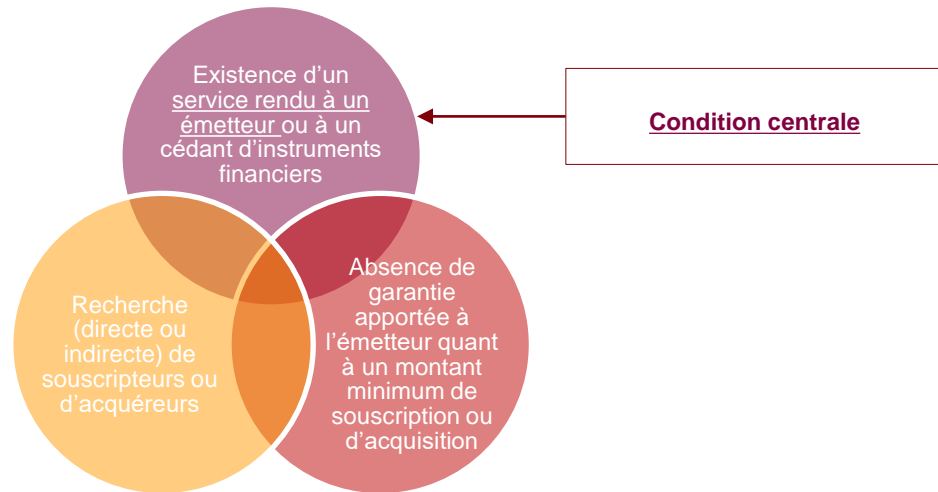 Existence d’un
service rendu à un
émetteur ou à un
cédant d’instruments
financiers
Condition centrale
Recherche
(directe ou
indirecte) de
souscripteurs ou
d’acquéreurs
Absence de
garantie
apportée à
l’émetteur quant
à un montant
minimum de
souscription ou
d’acquisition